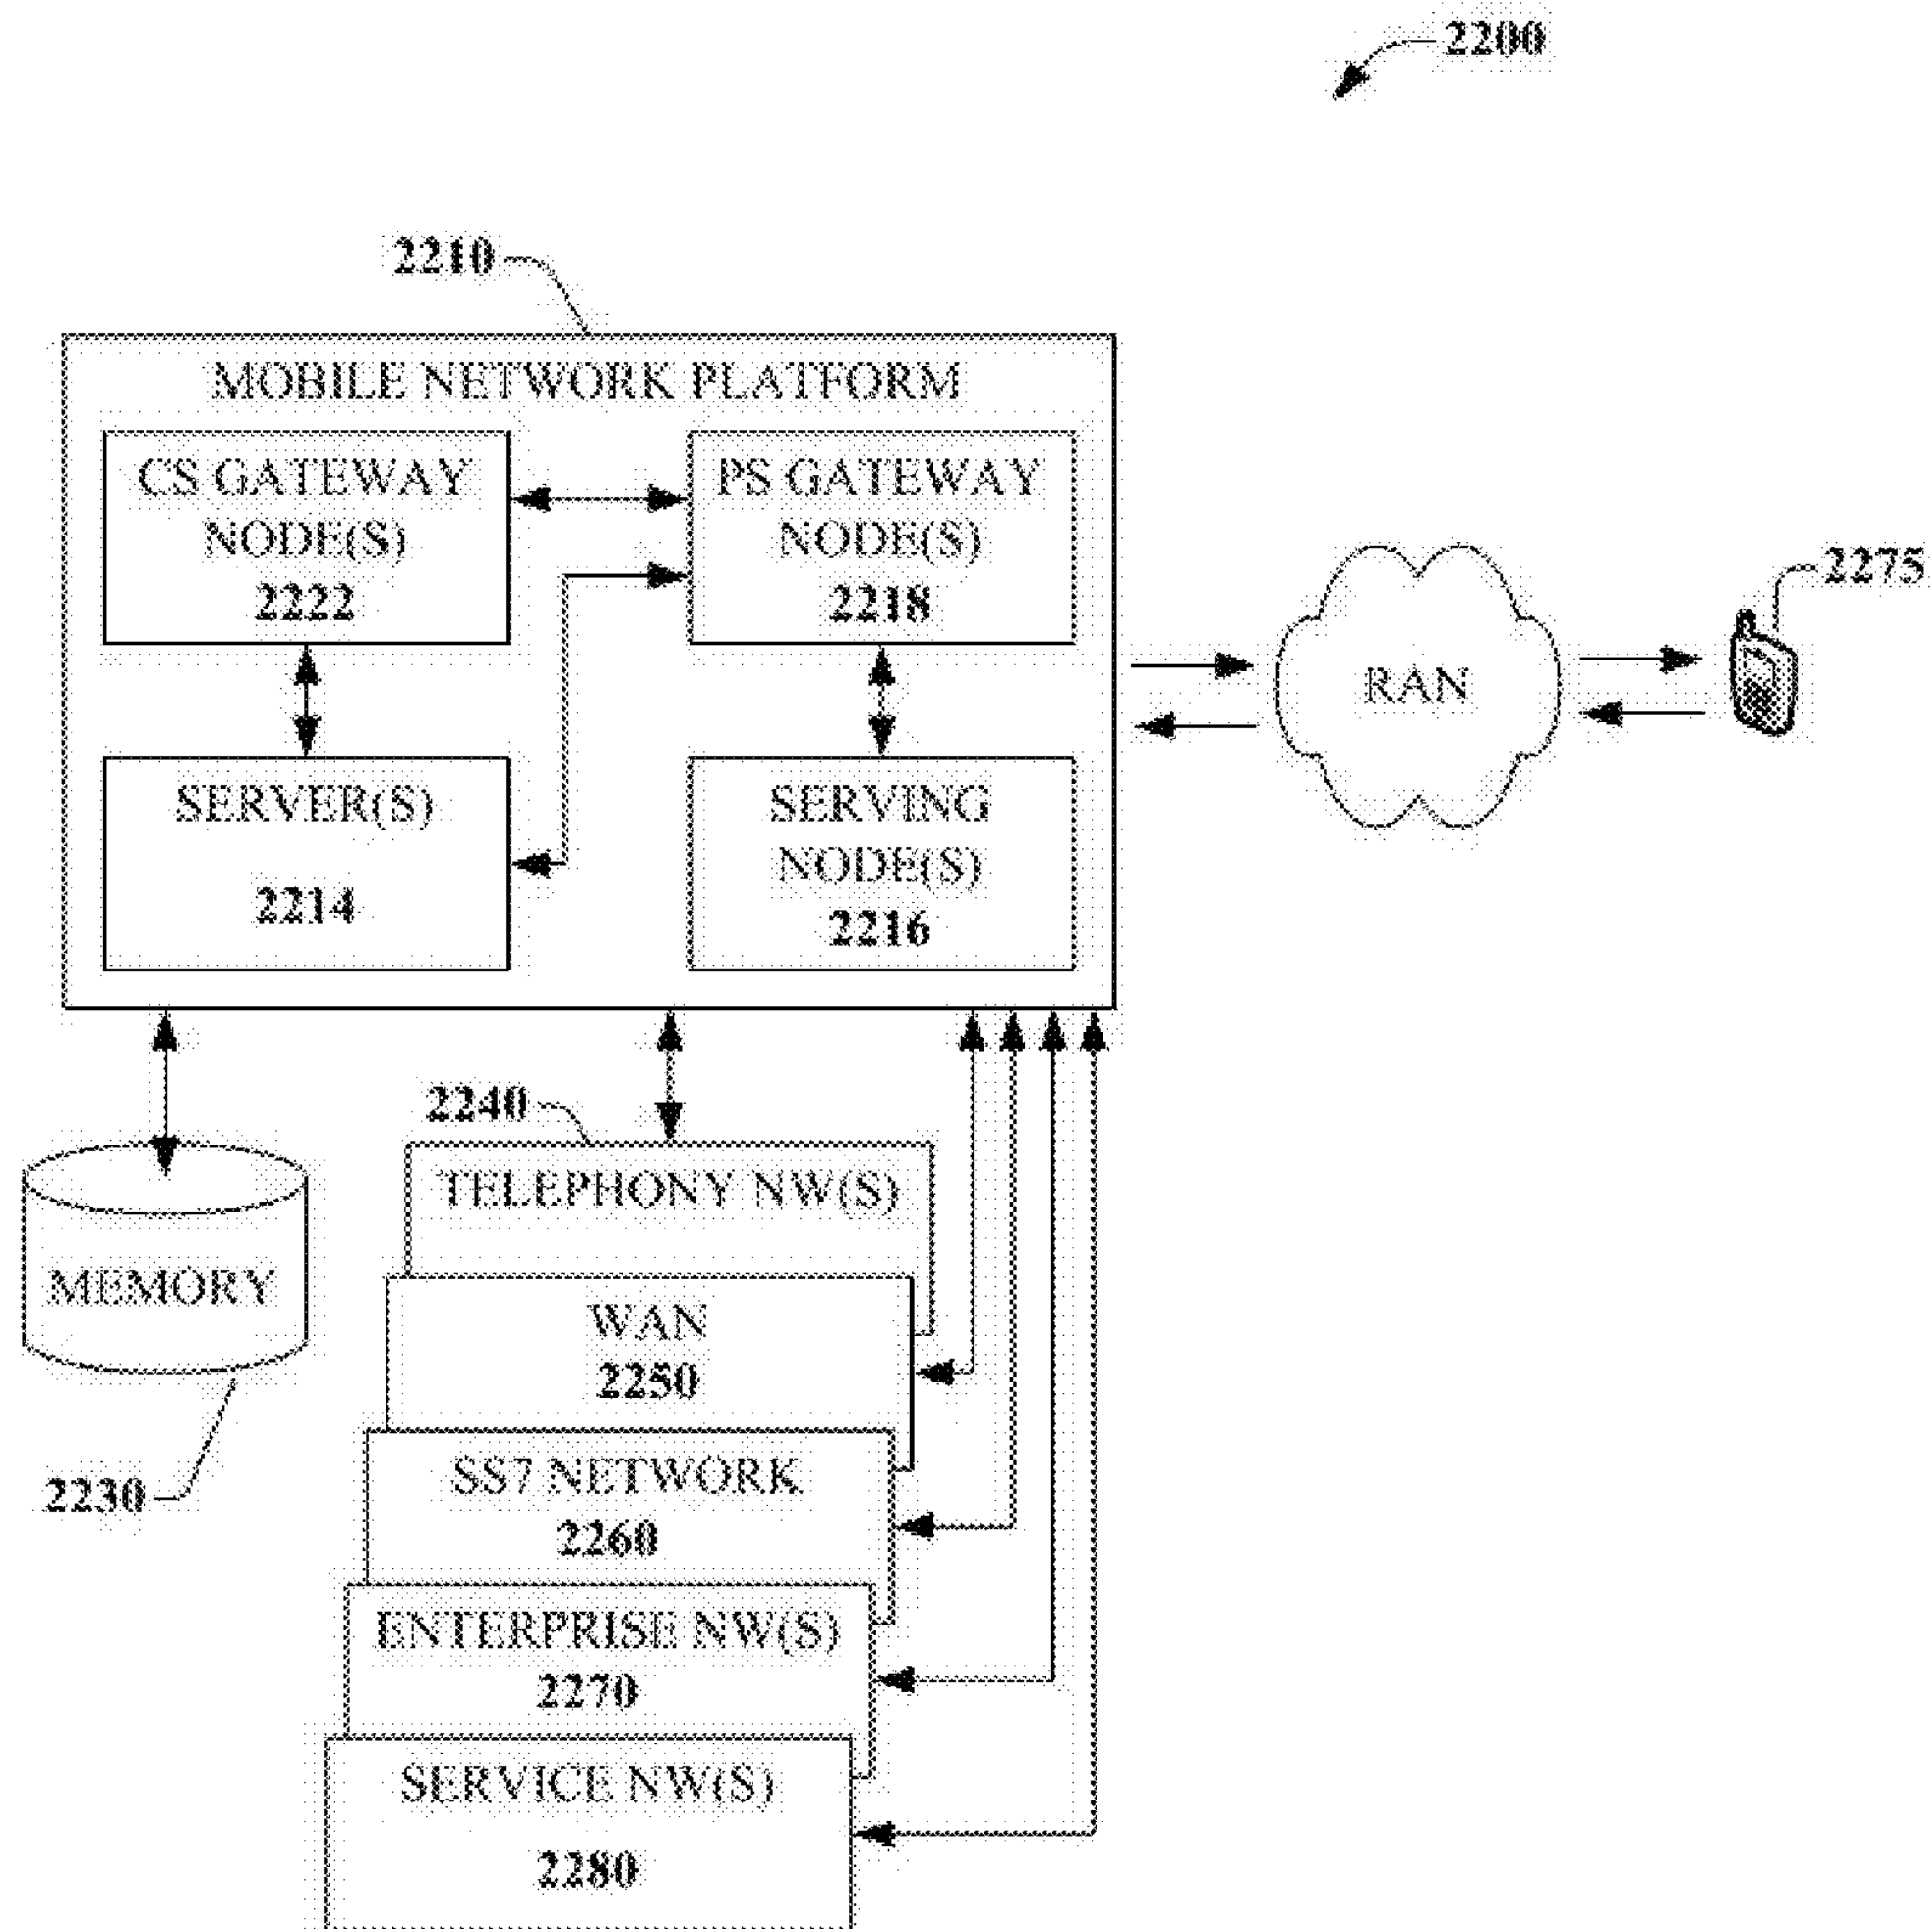 2200
2210
MOBILE NETWORK PLATFORM
CS GATEWAY
NODE(S)
2222
PS GATEWAY
NODE(S)
2218
SERVER(S)
2214
SERVING
NODE(S)
2216
RAN
2275
2240
TELEPHONY NW(S)
MEMORY
2230
WAN
2250
SS7 NETWORK
2260
ENTERPRISE NW(S)
2270
SERVICE NW(S)
2280